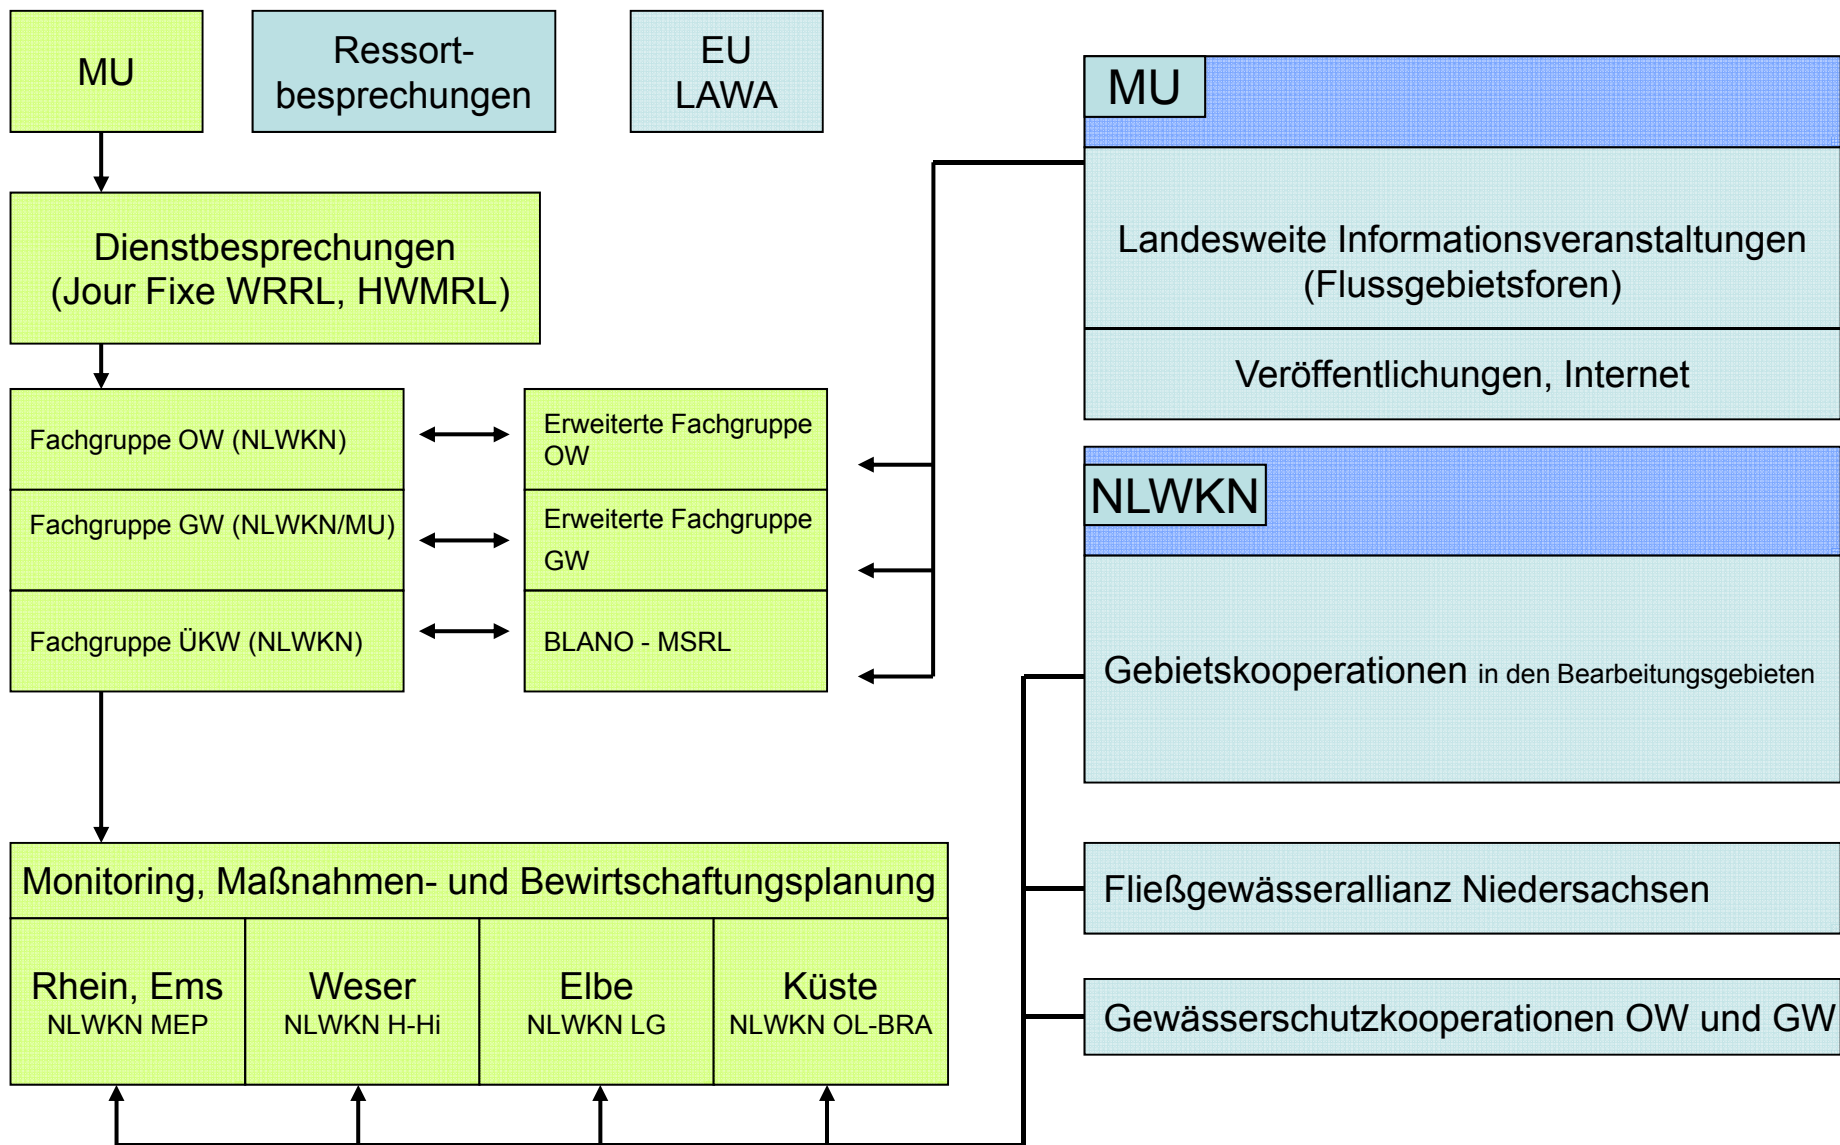 MU
Ressort-
besprechungen
EU
LAWA
Dienstbesprechungen
(Jour Fixe WRRL, HWMRL)
Fachgruppe OW (NLWKN)
Erweiterte Fachgruppe
OW
Fachgruppe GW (NLWKN/MU)
Erweiterte Fachgruppe
GW
Fachgruppe ÜKW (NLWKN)
BLANO - MSRL
Monitoring, Maßnahmen- und Bewirtschaftungsplanung
Rhein, Ems
NLWKN MEP
Weser
NLWKN H-Hi
Elbe
NLWKN LG
Küste
NLWKN OL-BRA
MU
Landesweite Informationsveranstaltungen
(Flussgebietsforen)
Veröffentlichungen, Internet
NLWKN
Gebietskooperationen in den Bearbeitungsgebieten
Fließgewässerallianz Niedersachsen
Gewässerschutzkooperationen OW und GW